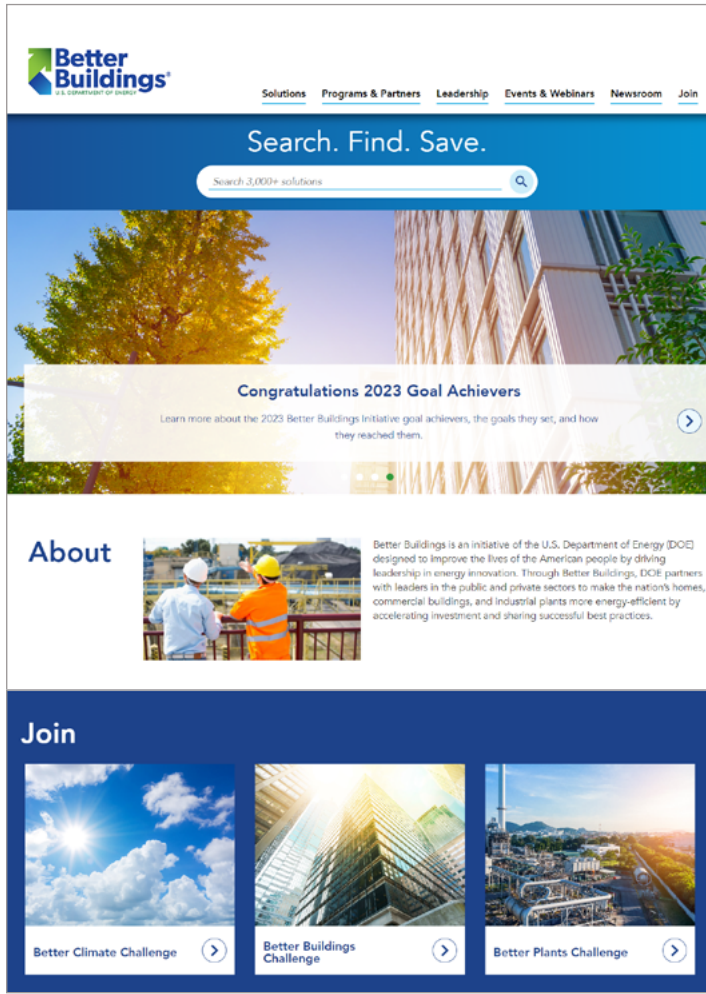 Better
Buildings®
U.S. DEPARTMENT OF ENERGY
Solutions Programs & Partners Leadership Events & Webinars Newsroom Join
Search. Find. Save.
Search 3,000+ solutions
Congratulations 2023 Goal Achievers
Learn more about the 2023 Better Buildings Initiative goal achievers, the goals they set, and how
they reached them.
About
Better Buildings is an initiative of the U.S. Department of Energy (DOE)
designed to improve the lives of the American people by driving
leadership in energy innovation. Through Better Buildings, DOE partners
with leaders in the public and private sectors to make the nation's homes,
commercial buildings, and industrial plants more energy-efficient by
accelerating investment and sharing successful best practices.
Join
Better Climate Challenge
Better Buildings
Challenge
Better Plants Challenge